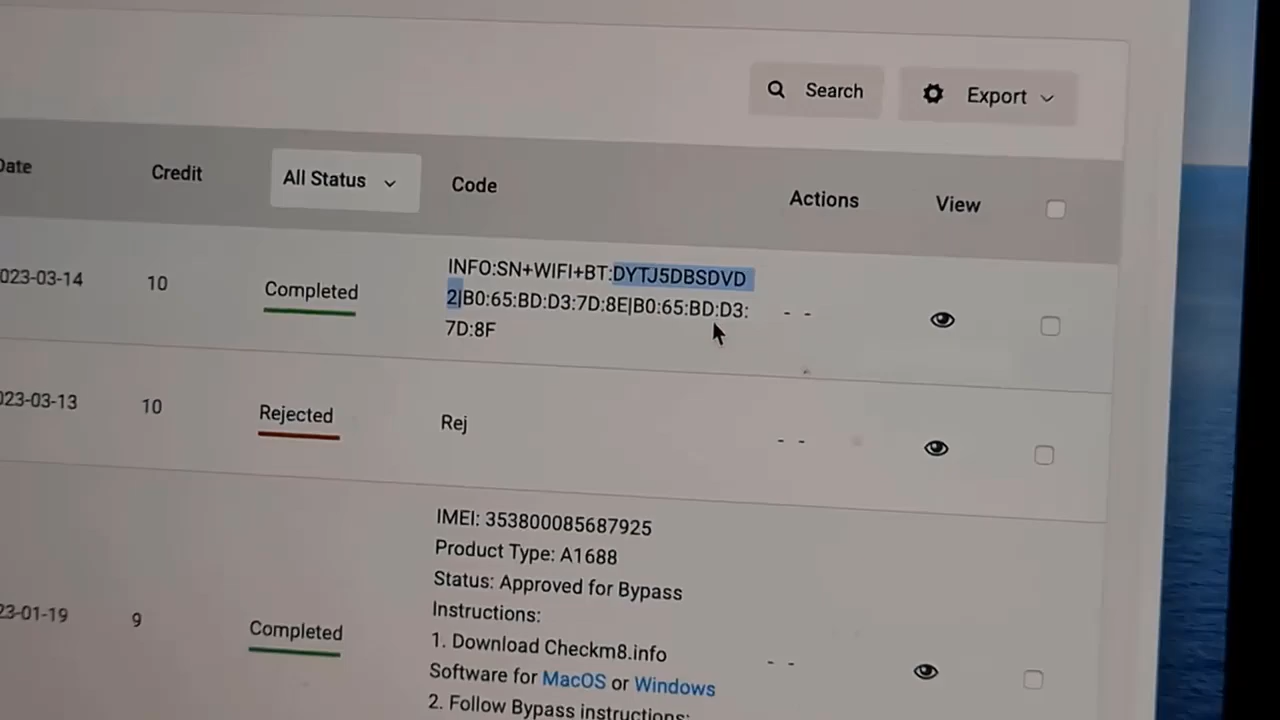 Search
Export
Date
Credit
All Status
Code
Actions
View
023-03-14
10
Completed
INFO:SN+WIFI+BT:DYTJ5DBSDVD
2|B0:65:BD:D3:7D:8E|B0:65:BD:D3:
7D:8F
- -
023-03-13
10
Rejected
Rej
- -
23-01-19
9
Completed
IMEI: 353800085687925
Product Type: A1688
Status: Approved for Bypass
Instructions:
1. Download Checkm8.info
Software for MacOS or Windows
2. Follow Bypass instructions:
- -